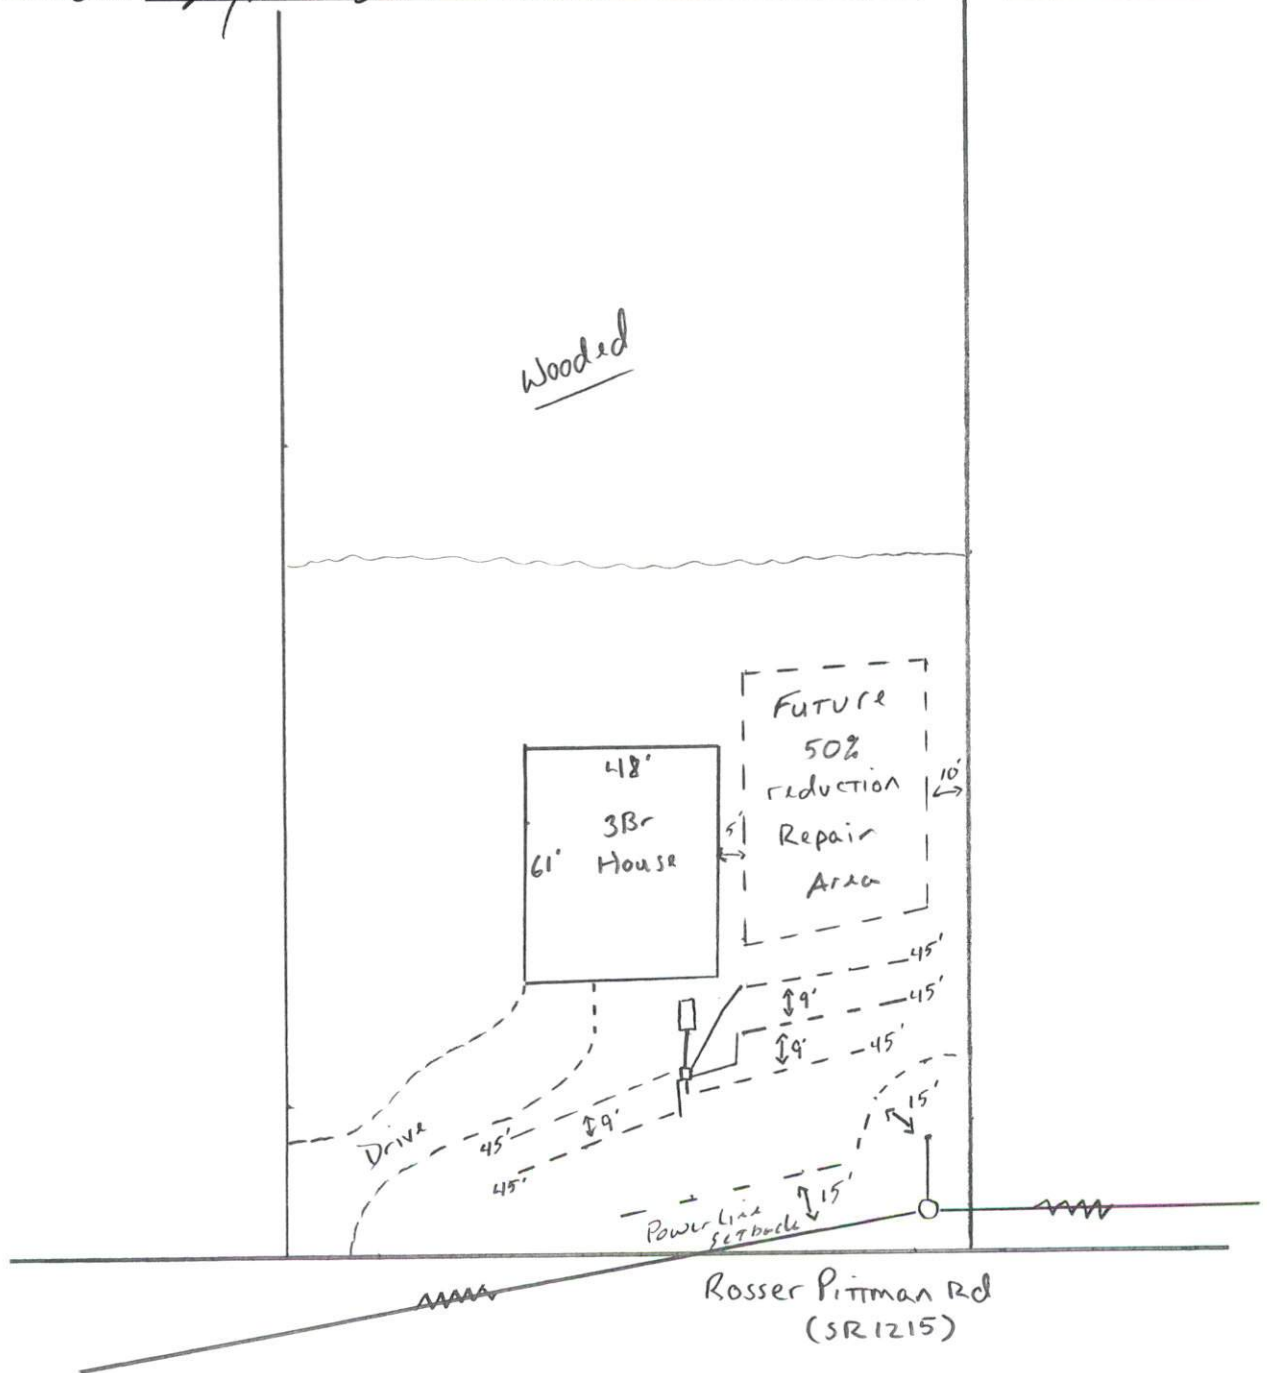 Wooded
Future
50%
reduction
Repair
Area
10'
48'
3Br
House
61'
5'
45'
9'
45'
9'
45'
15'
Drive
45'
9'
45'
15'
Power Line
Setback
Rosser Pittman Rd
(SR1215)